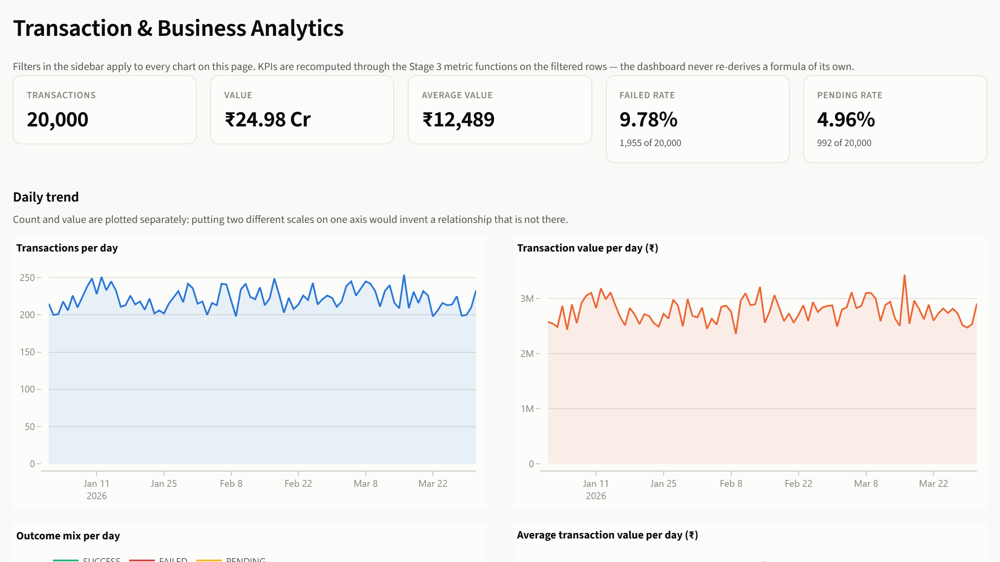 Transaction & Business Analytics
Filters in the sidebar apply to every chart on this page. KPIs are recomputed through the Stage 3 metric functions on the filtered rows — the dashboard never re-derives a formula of its own.
TRANSACTIONS
20,000
VALUE
₹24.98 Cr
AVERAGE VALUE
₹12,489
FAILED RATE
9.78%
1,955 of 20,000
PENDING RATE
4.96%
992 of 20,000
Daily trend
Count and value are plotted separately: putting two different scales on one axis would invent a relationship that is not there.
Transactions per day
250
200
150
100
50
0
Jan 11
2026
Jan 25
Feb 8
Feb 22
Mar 8
Mar 22
Transaction value per day (₹)
3M
2M
1M
0
Jan 11
2026
Jan 25
Feb 8
Feb 22
Mar 8
Mar 22
Outcome mix per day
SUCCESS FAILED PENDING
Average transaction value per day (₹)